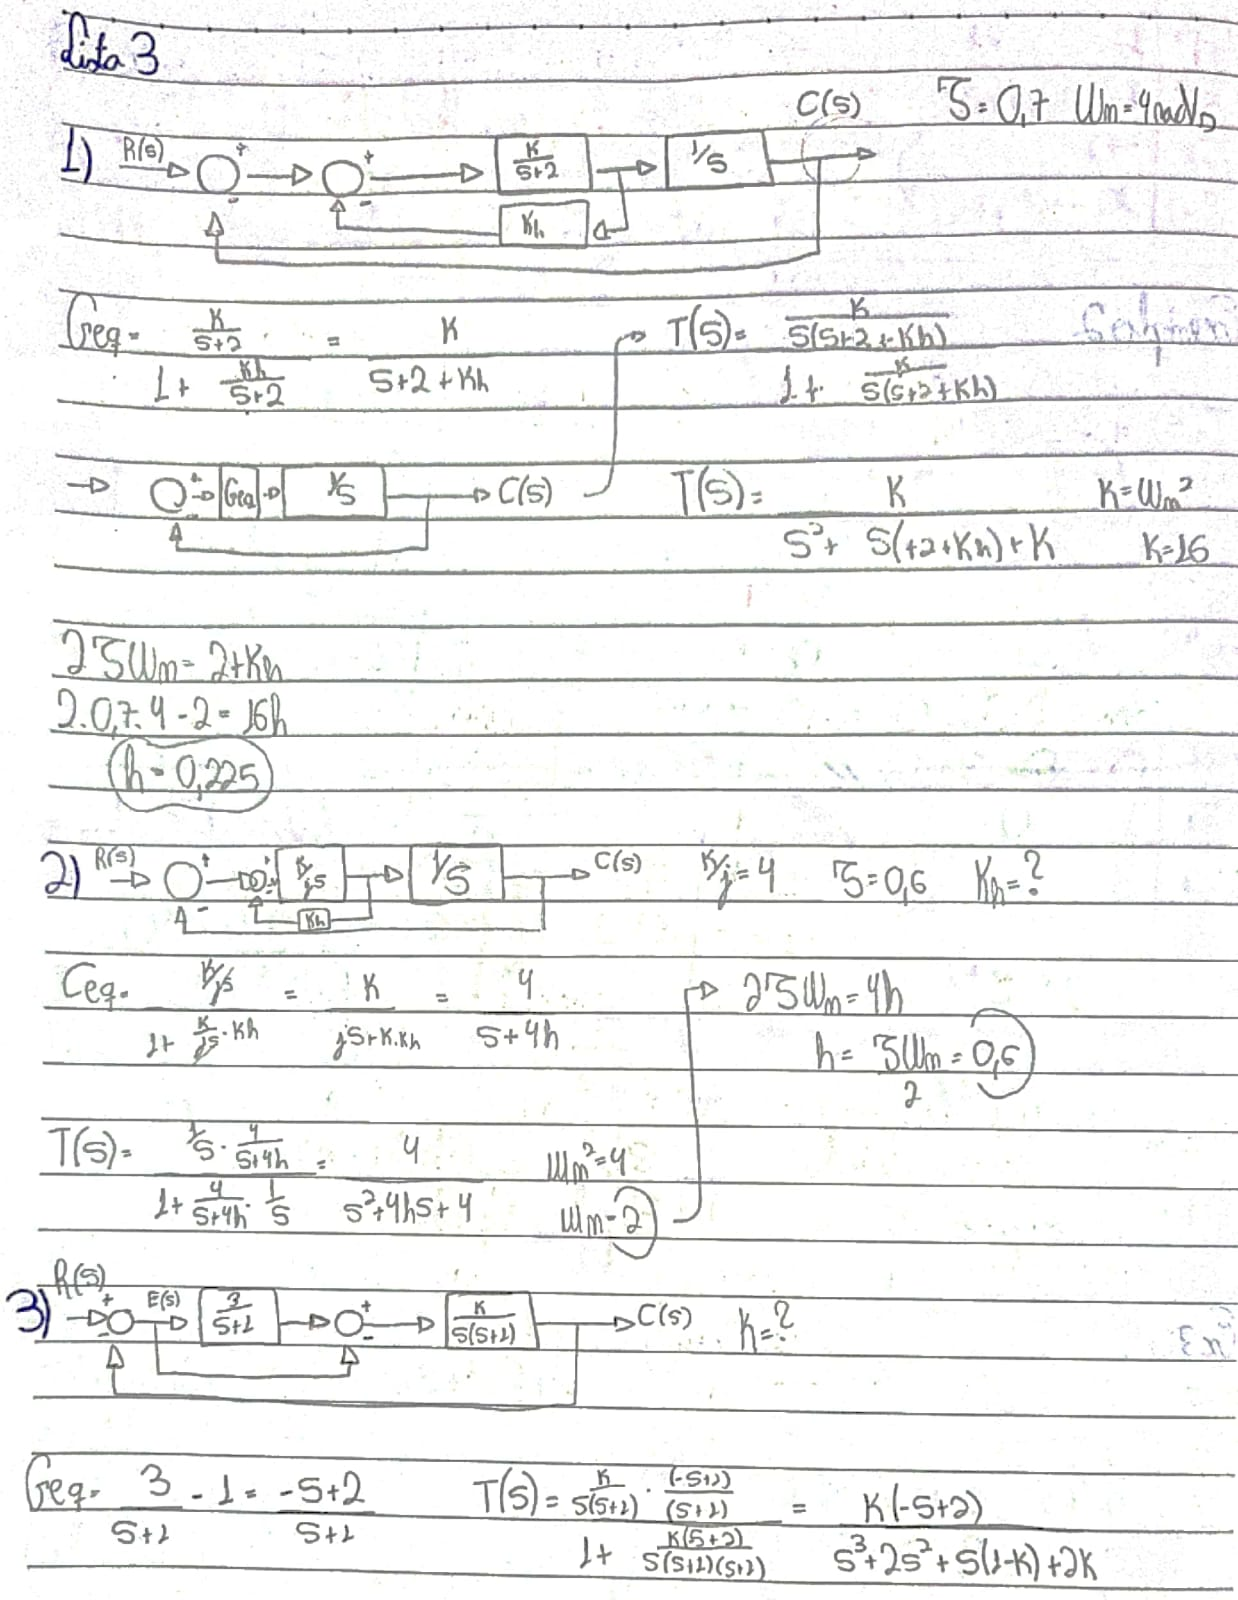 Lista 3
C(s) ζ=0,7 Wn=4rad/s
1) R(s) + - + - K/(s+2) 1/s
Kh
Geq = (K/(s+2)) / (1 + Kh/(s+2)) = K/(s+2+Kh) T(s) = (K/(s(s+2+Kh))) / (1 + K/(s(s+2+Kh)))
+ - Geq 1/s C(s) T(s) = K/(s²+s(+2+Kh)+K) K=Wn²
K=16
2ζWn = 2+Kh
2.0,7.4-2=16h
h=0,225
2) R(s) + - + - K/js 1/s C(s) K/j=4 ζ=0,6 Kh=?
Kh
Ceq = (K/js) / (1 + K/js · Kh) = K/(js+K.Kh) = 4/(s+4h) 2ζWn=4h
h = ζWn/2 = 0,6
T(s) = (1/s · 4/(s+4h)) / (1 + 4/(s+4h) · 1/s) = 4/(s²+4hs+4) Wn²=4
Wn=2
3) R(s) + - E(s) 3/(s+1) + - K/(s(s+1)) C(s) K=?
Geq = 3/(s+1) - 1 = (-s+2)/(s+1) T(s) = (K/(s(s+1)) · (-s+2)/(s+1)) / (1 + K(s+2)/(s(s+1)(s+1))) = K(-s+2)/(s³+2s²+s(1-K)+2K)